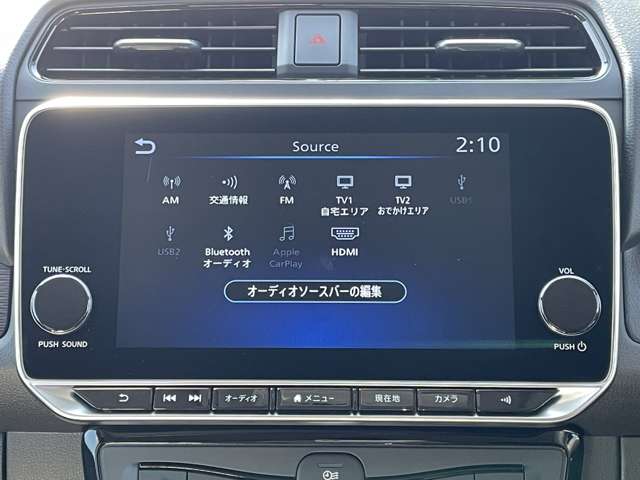 Source 2:10
AM 交通情報 FM TV1 TV2 USB1
自宅エリア おでかけエリア
USB2 Bluetooth Apple HDMI
オーディオ CarPlay
オーディオソースバーの編集
TUNE·SCROLL VOL
PUSH SOUND PUSH
オーディオ メニュー 現在地 カメラ